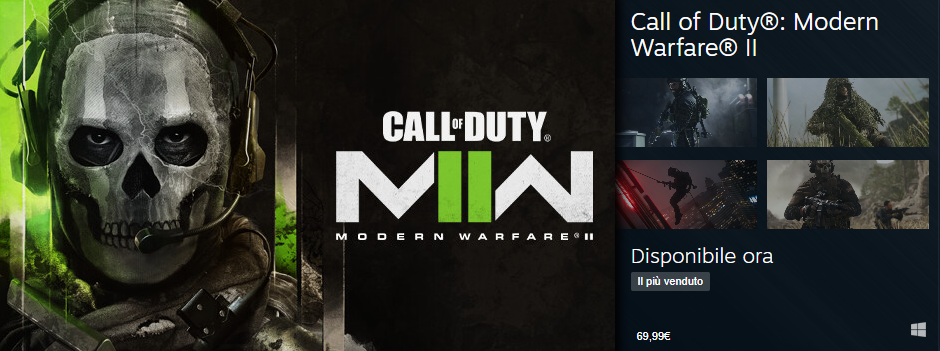 CALL OF DUTY®
MIIW
MODERN WARFARE® II
Call of Duty®: Modern
Warfare® II
Disponibile ora
Il più venduto
69,99€